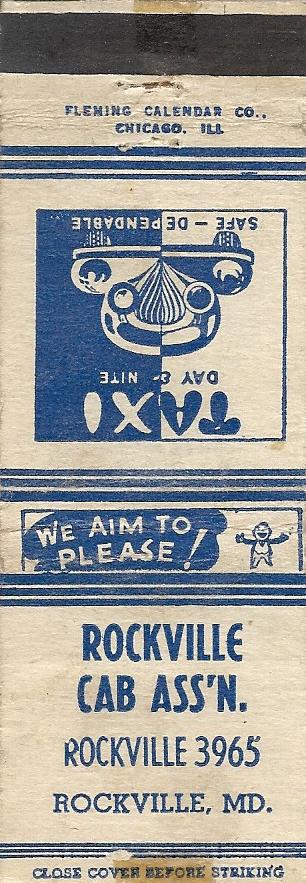 FLEMING CALENDAR CO.,
CHICAGO, ILL
TAXI
DAY & NITE
SAFE — DEPENDABLE
WE AIM TO
PLEASE!
ROCKVILLE
CAB ASS'N.
ROCKVILLE 3965
ROCKVILLE, MD.
CLOSE COVER BEFORE STRIKING